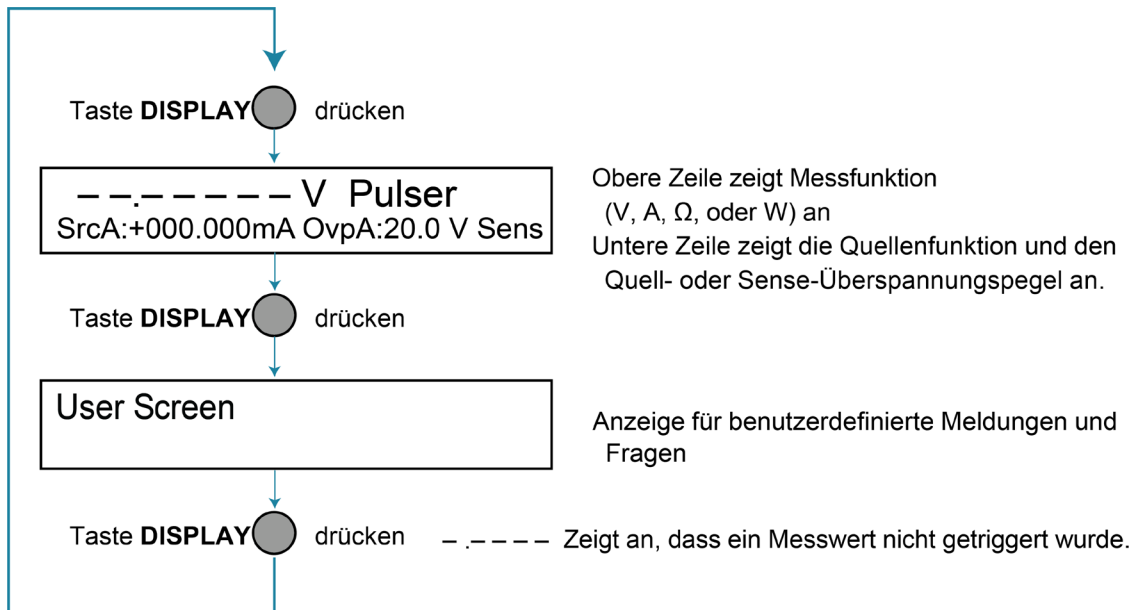 Taste DISPLAY drücken
– –.– – – – – – V Pulser
SrcA:+000.000mA OvpA:20.0 V Sens
Obere Zeile zeigt Messfunktion
(V, A, Ω, oder W) an
Untere Zeile zeigt die Quellenfunktion und den
Quell- oder Sense-Überspannungspegel an.
Taste DISPLAY drücken
User Screen
Anzeige für benutzerdefinierte Meldungen und
Fragen
Taste DISPLAY drücken
– .– – – – – Zeigt an, dass ein Messwert nicht getriggert wurde.